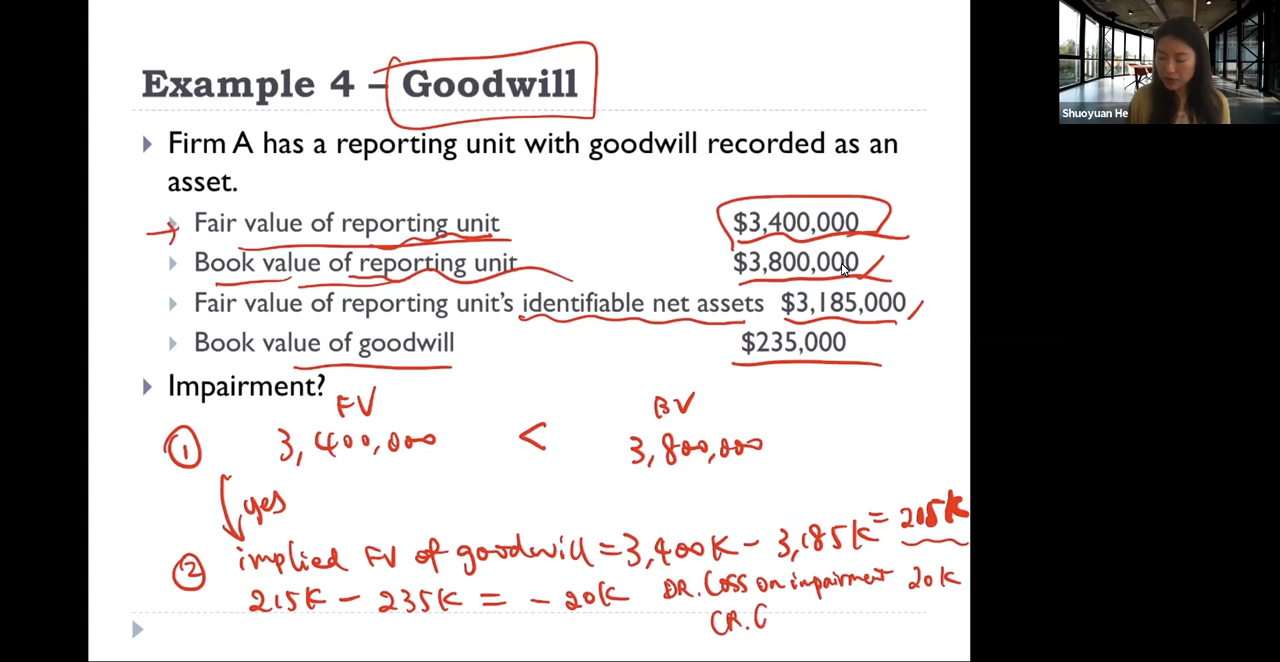 Example 4 – Goodwill
Firm A has a reporting unit with goodwill recorded as an
asset.
Fair value of reporting unit $3,400,000
Book value of reporting unit $3,800,000
Fair value of reporting unit's identifiable net assets $3,185,000
Book value of goodwill $235,000
Impairment?
FV BV
① 3,400,000 < 3,800,000
yes
② implied FV of goodwill = 3,400K - 3,185K = 215K
215K - 235K = - 20K DR. Loss on impairment 20K
CR. G
Shuoyuan He